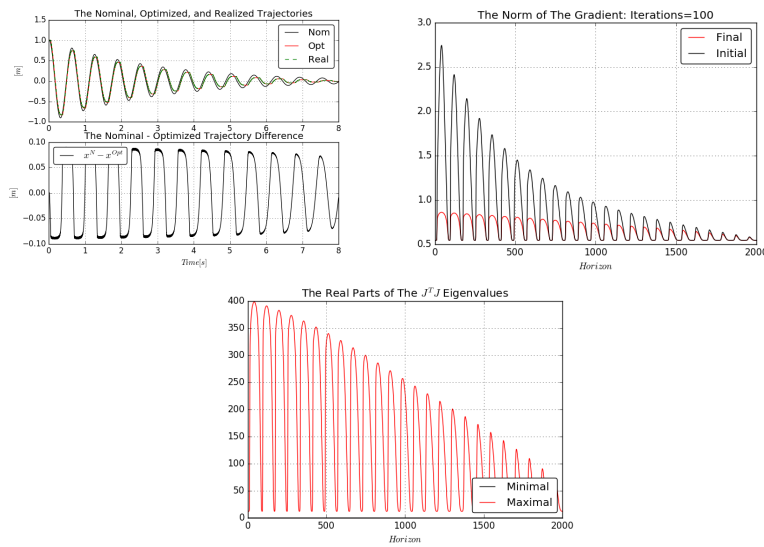 The Nominal, Optimized, and Realized Trajectories
1.5
1.0
0.5
0.0
−0.5
−1.0
[m]
Nom
Opt
Real
0 1 2 3 4 5 6 7 8
The Nominal - Optimized Trajectory Difference
0.10
0.05
0.00
−0.05
−0.10
[m]
x^N − x^Opt
0 1 2 3 4 5 6 7 8
Time[s]
The Norm of The Gradient: Iterations=100
3.0
2.5
2.0
1.5
1.0
0.5
Final
Initial
0 500 1000 1500 2000
Horizon
The Real Parts of The J^T J Eigenvalues
400
350
300
250
200
150
100
50
0
Minimal
Maximal
0 500 1000 1500 2000
Horizon